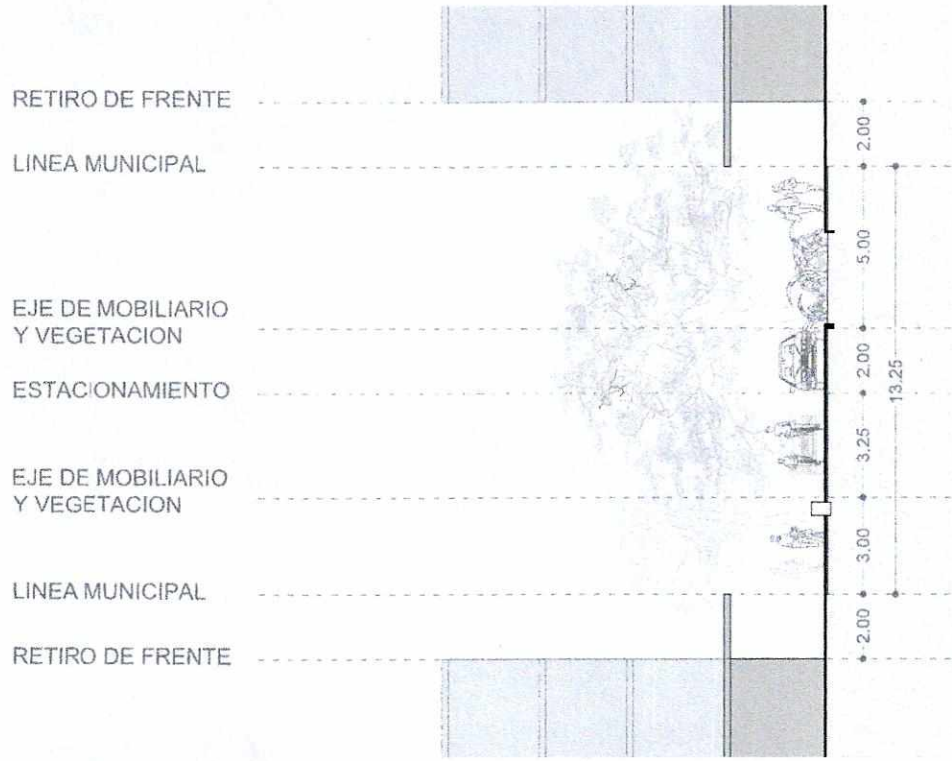 RETIRO DE FRENTE
LINEA MUNICIPAL
EJE DE MOBILIARIO
Y VEGETACION
ESTACIONAMIENTO
EJE DE MOBILIARIO
Y VEGETACION
LINEA MUNICIPAL
RETIRO DE FRENTE
2.00
5.00
2.00
3.25
3.00
2.00
13.25